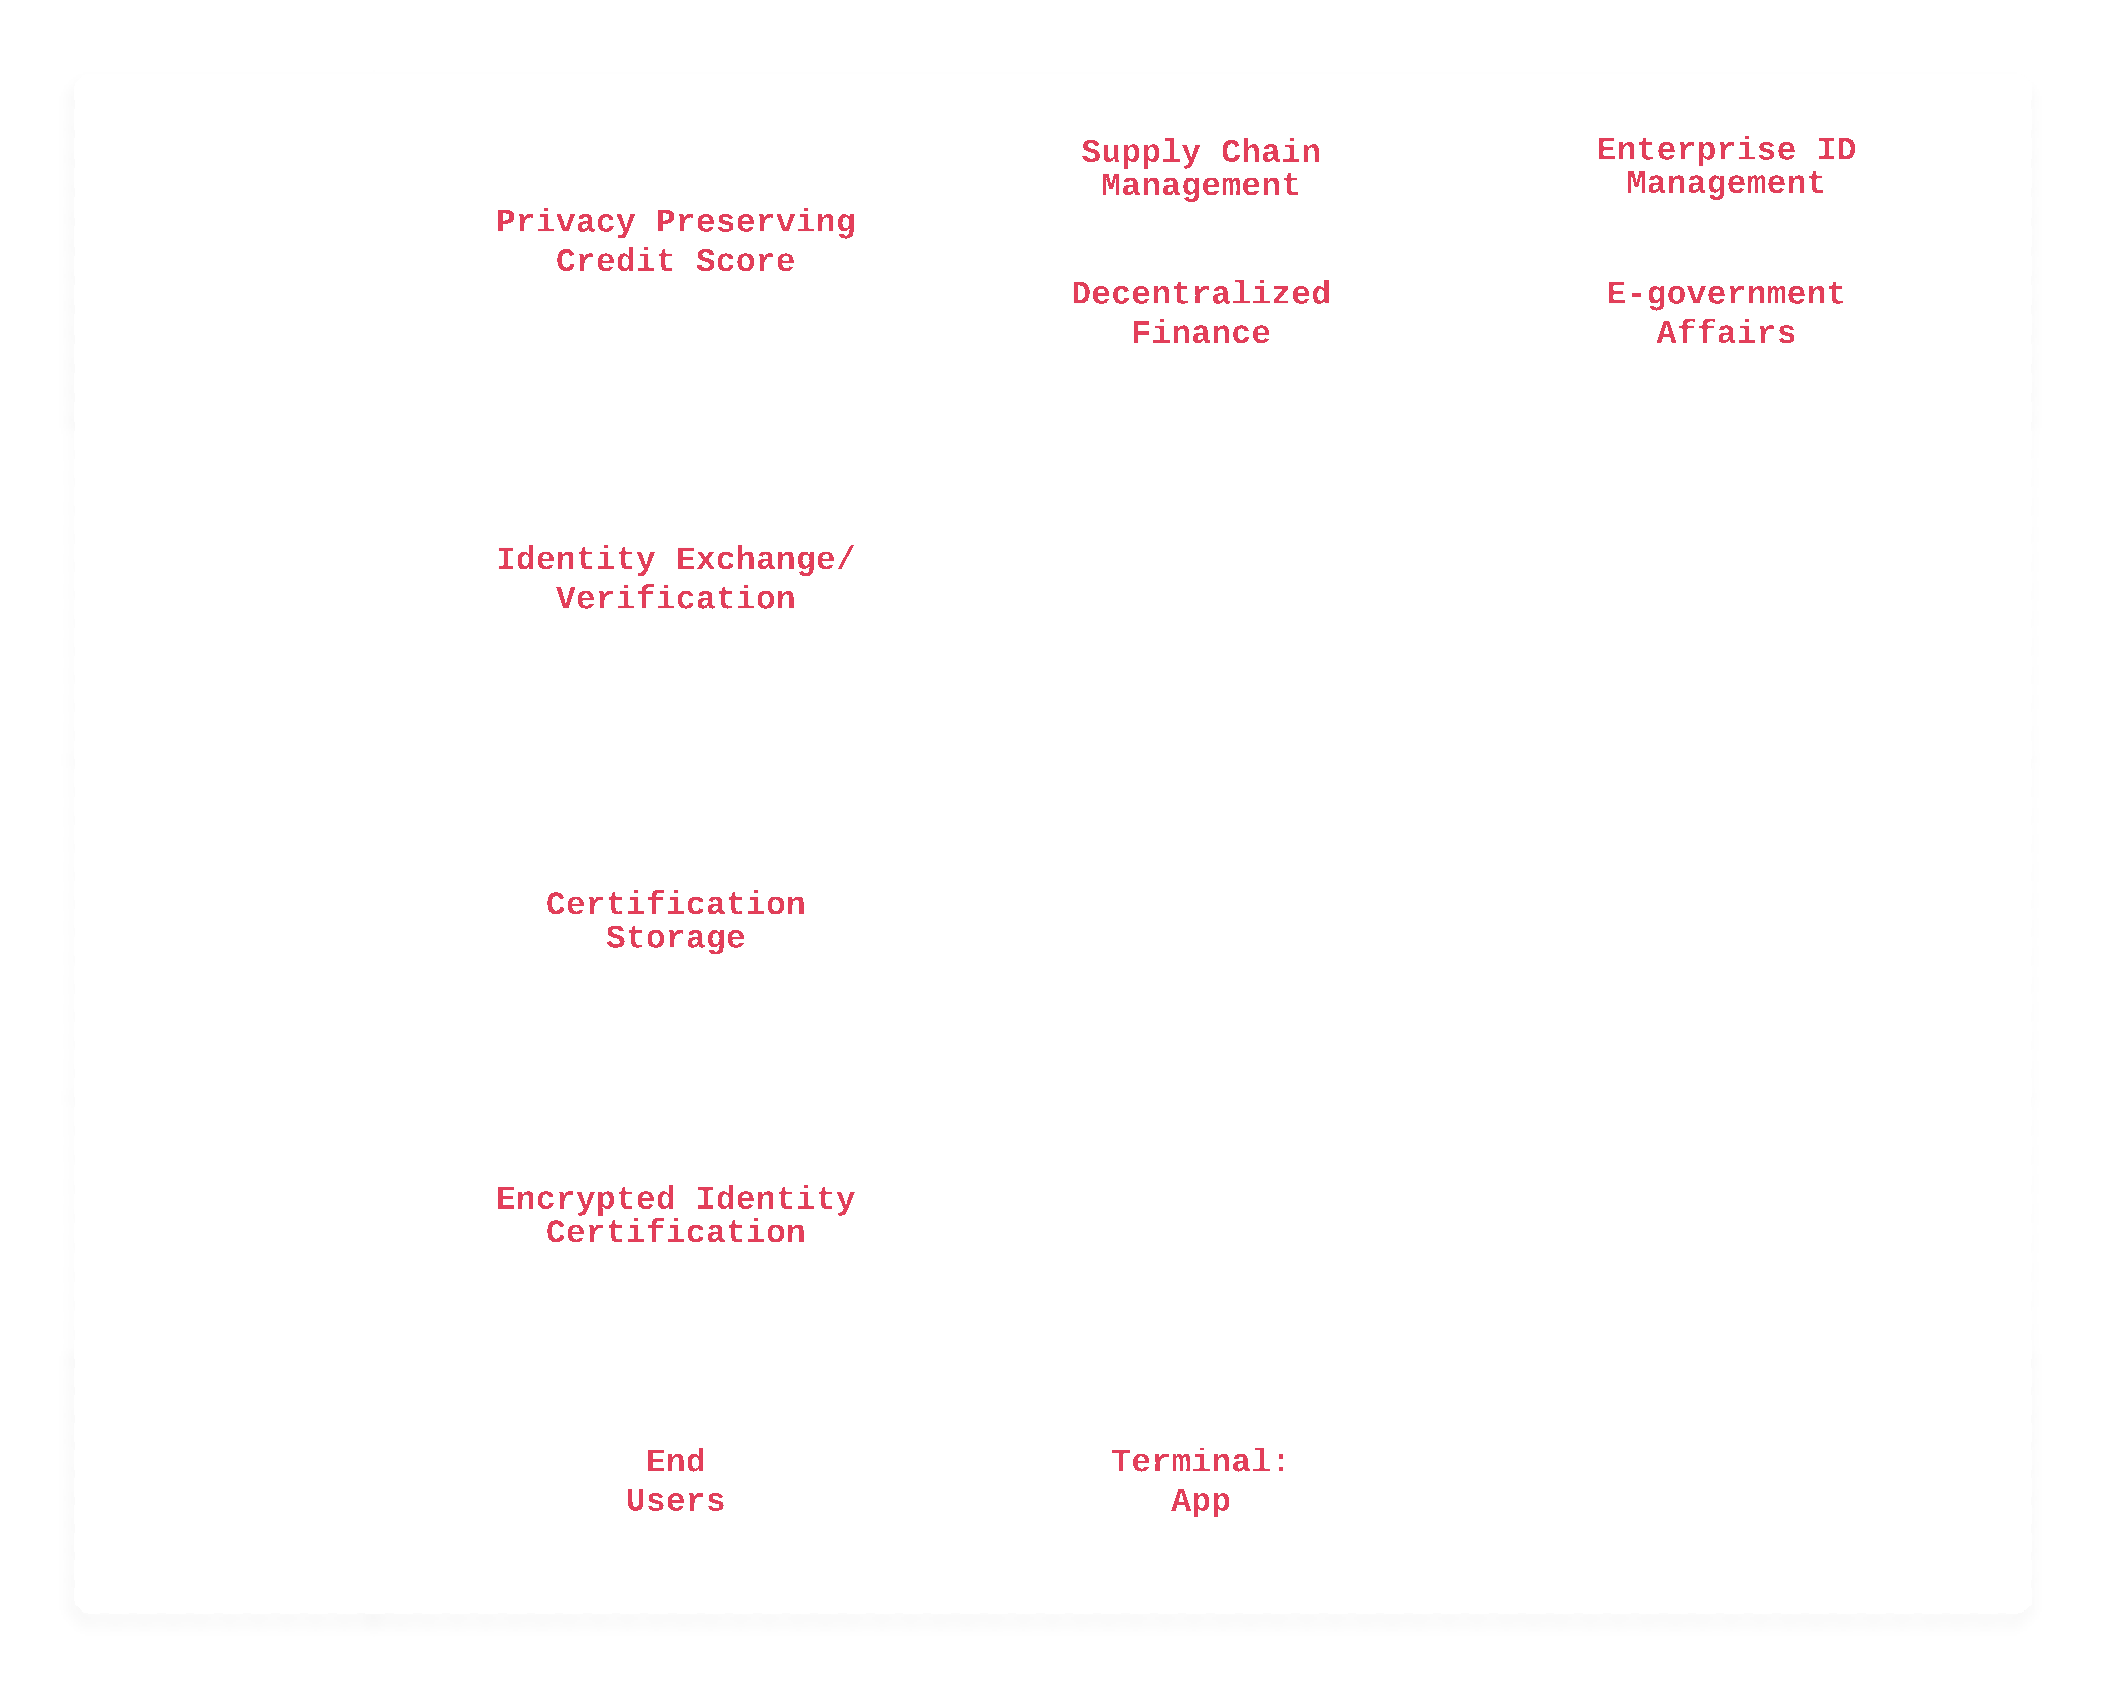 Privacy Preserving
Credit Score
Supply Chain
Management
Enterprise ID
Management
Decentralized
Finance
E-government
Affairs
Identity Exchange/
Verification
Certification
Storage
Encrypted Identity
Certification
End
Users
Terminal:
App